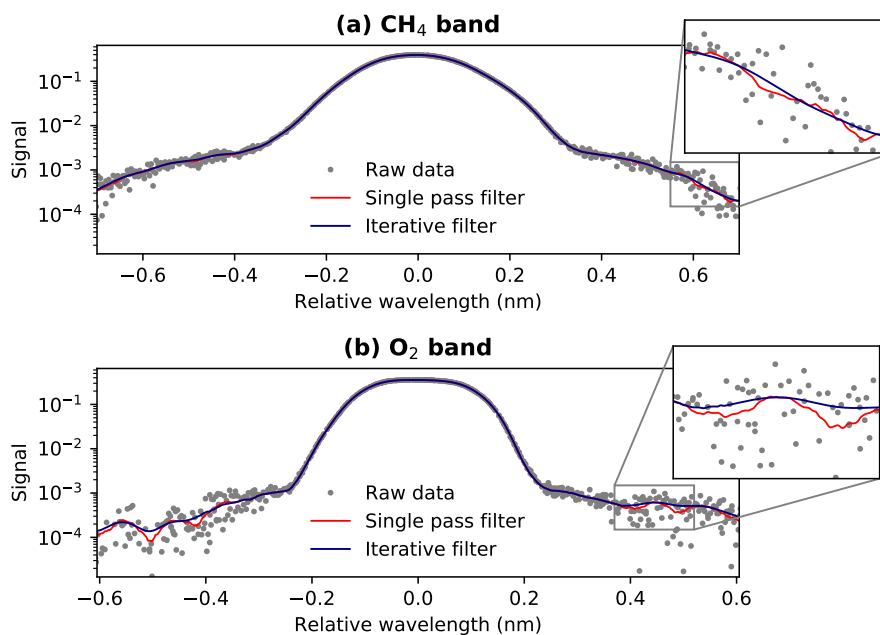 (a) CH₄ band
Signal
10⁻¹
10⁻²
10⁻³
10⁻⁴
Raw data
Single pass filter
Iterative filter
−0.6 −0.4 −0.2 0.0 0.2 0.4 0.6
Relative wavelength (nm)
(b) O₂ band
Signal
10⁻¹
10⁻²
10⁻³
10⁻⁴
Raw data
Single pass filter
Iterative filter
−0.6 −0.4 −0.2 0.0 0.2 0.4 0.6
Relative wavelength (nm)